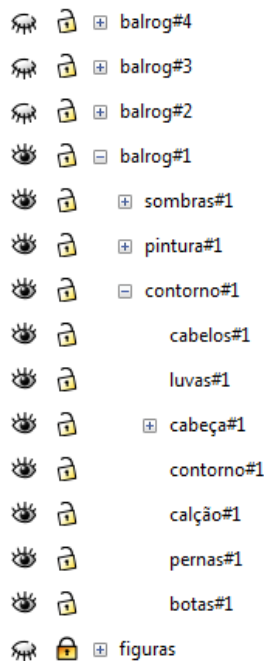 balrog#4
balrog#3
balrog#2
balrog#1
sombras#1
pintura#1
contorno#1
cabelos#1
luvas#1
cabeça#1
contorno#1
calção#1
pernas#1
botas#1
figuras